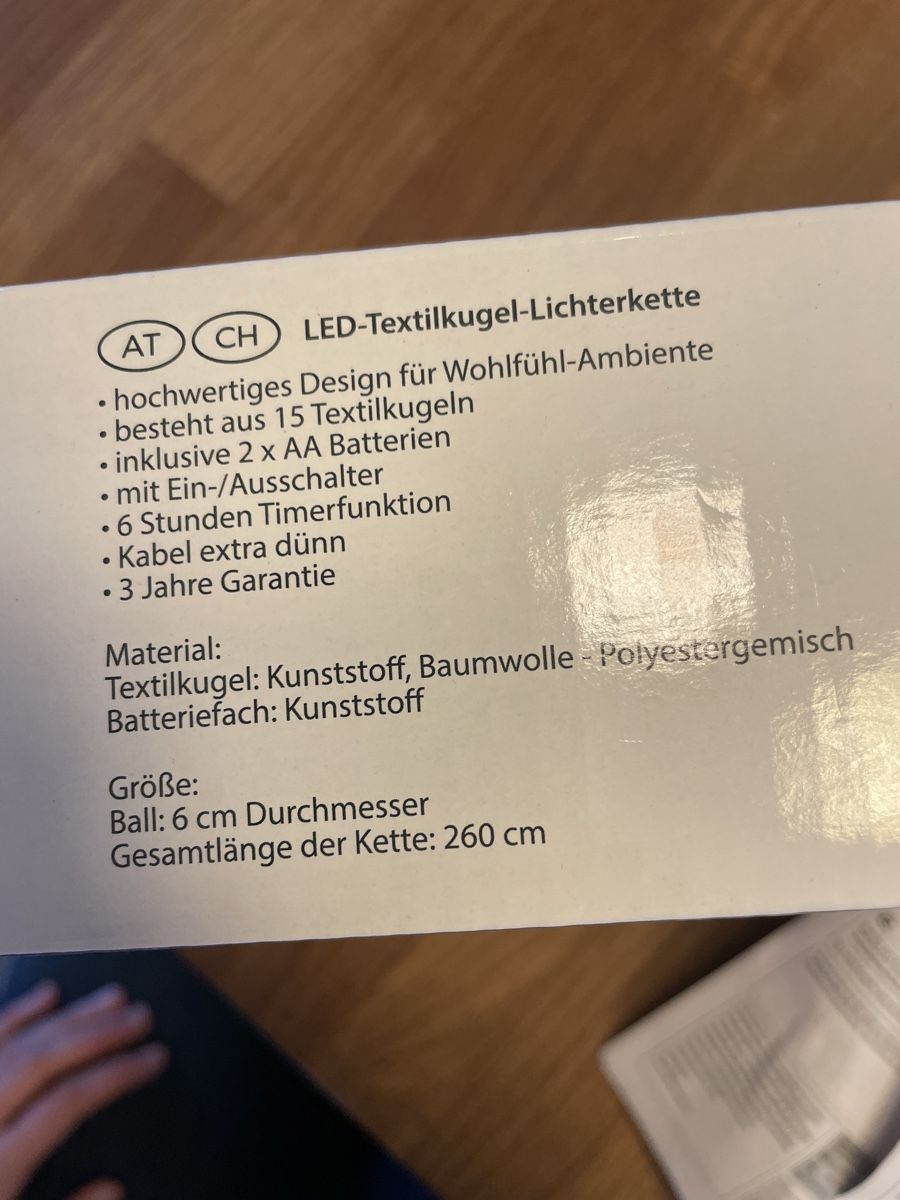 AT CH LED-Textilkugel-Lichterkette
• hochwertiges Design für Wohlfühl-Ambiente
• besteht aus 15 Textilkugeln
• inklusive 2 x AA Batterien
• mit Ein-/Ausschalter
• 6 Stunden Timerfunktion
• Kabel extra dünn
• 3 Jahre Garantie
Material:
Textilkugel: Kunststoff, Baumwolle - Polyestergemisch
Batteriefach: Kunststoff
Größe:
Ball: 6 cm Durchmesser
Gesamtlänge der Kette: 260 cm